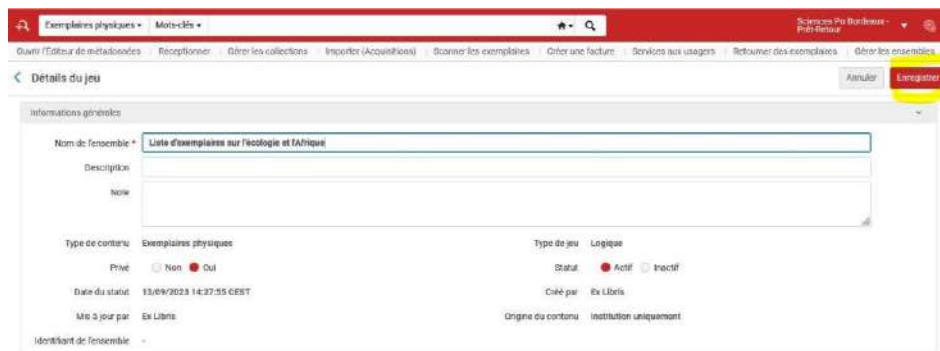 Exemplaires physiques Mots-clés Sciences Po Bordeaux - Prêt-Retour
Ouvrir l'Éditeur de métadonnées Réceptionner Gérer les collections Importer (Acquisitions) Scanner les exemplaires Créer une facture Services aux usagers Retourner des exemplaires Gérer les ensembles
Détails du jeu Annuler Enregistrer
Informations générales
Nom de l'ensemble * Liste d'exemplaires sur l'écologie et l'Afrique
Description
Note
Type de contenu Exemplaires physiques Type de jeu Logique
Privé Non Oui Statut Actif Inactif
Date du statut 13/09/2023 14:27:55 CEST Créé par Ex Libris
Mis à jour par Ex Libris Origine du contenu Institution uniquement
Identifiant de l'ensemble -